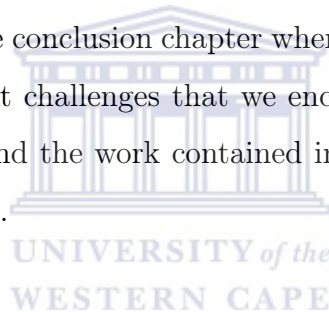 e conclusion chapter wher
t challenges that we enc
nd the work contained in
.
UNIVERSITY of the
WESTERN CAPE